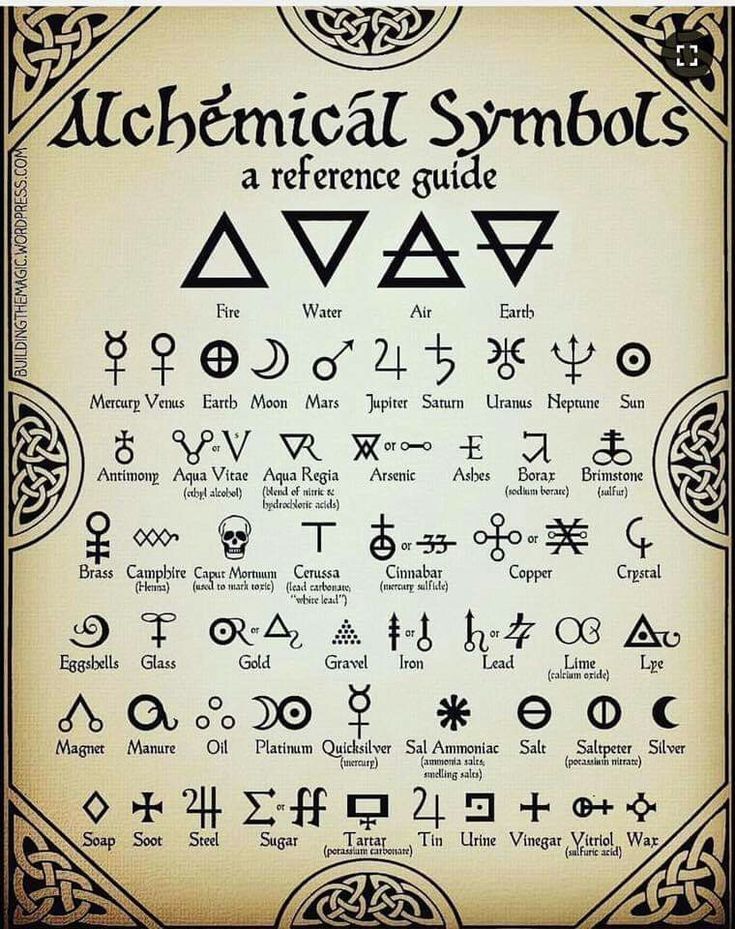 Alchemical Symbols
a reference guide
BUILDINGTHEMAGIC.WORDPRESS.COM
Fire Water Air Earth
Mercury Venus Earth Moon Mars Jupiter Saturn Uranus Neptune Sun
or or
Antimony Aqua Vitae Aqua Regia Arsenic Ashes Borax Brimstone
(ethyl alcohol) (blend of nitric & (sodium borate) (sulfur)
hydrochloric acids)
or or
Brass Camphire Caput Mortuum Cerussa Cinnabar Copper Crystal
(Henna) (used to mark toxic) (lead carbonate; (mercury sulfide)
"white lead")
or or or
Eggshells Glass Gold Gravel Iron Lead Lime Lye
(calcium oxide)
Magnet Manure Oil Platinum Quicksilver Sal Ammoniac Salt Saltpeter Silver
(mercury) (ammonia salts; (potassium nitrate)
smelling salts)
or
Soap Soot Steel Sugar Tartar Tin Urine Vinegar Vitriol Wax
(potassium carbonate) (sulfuric acid)